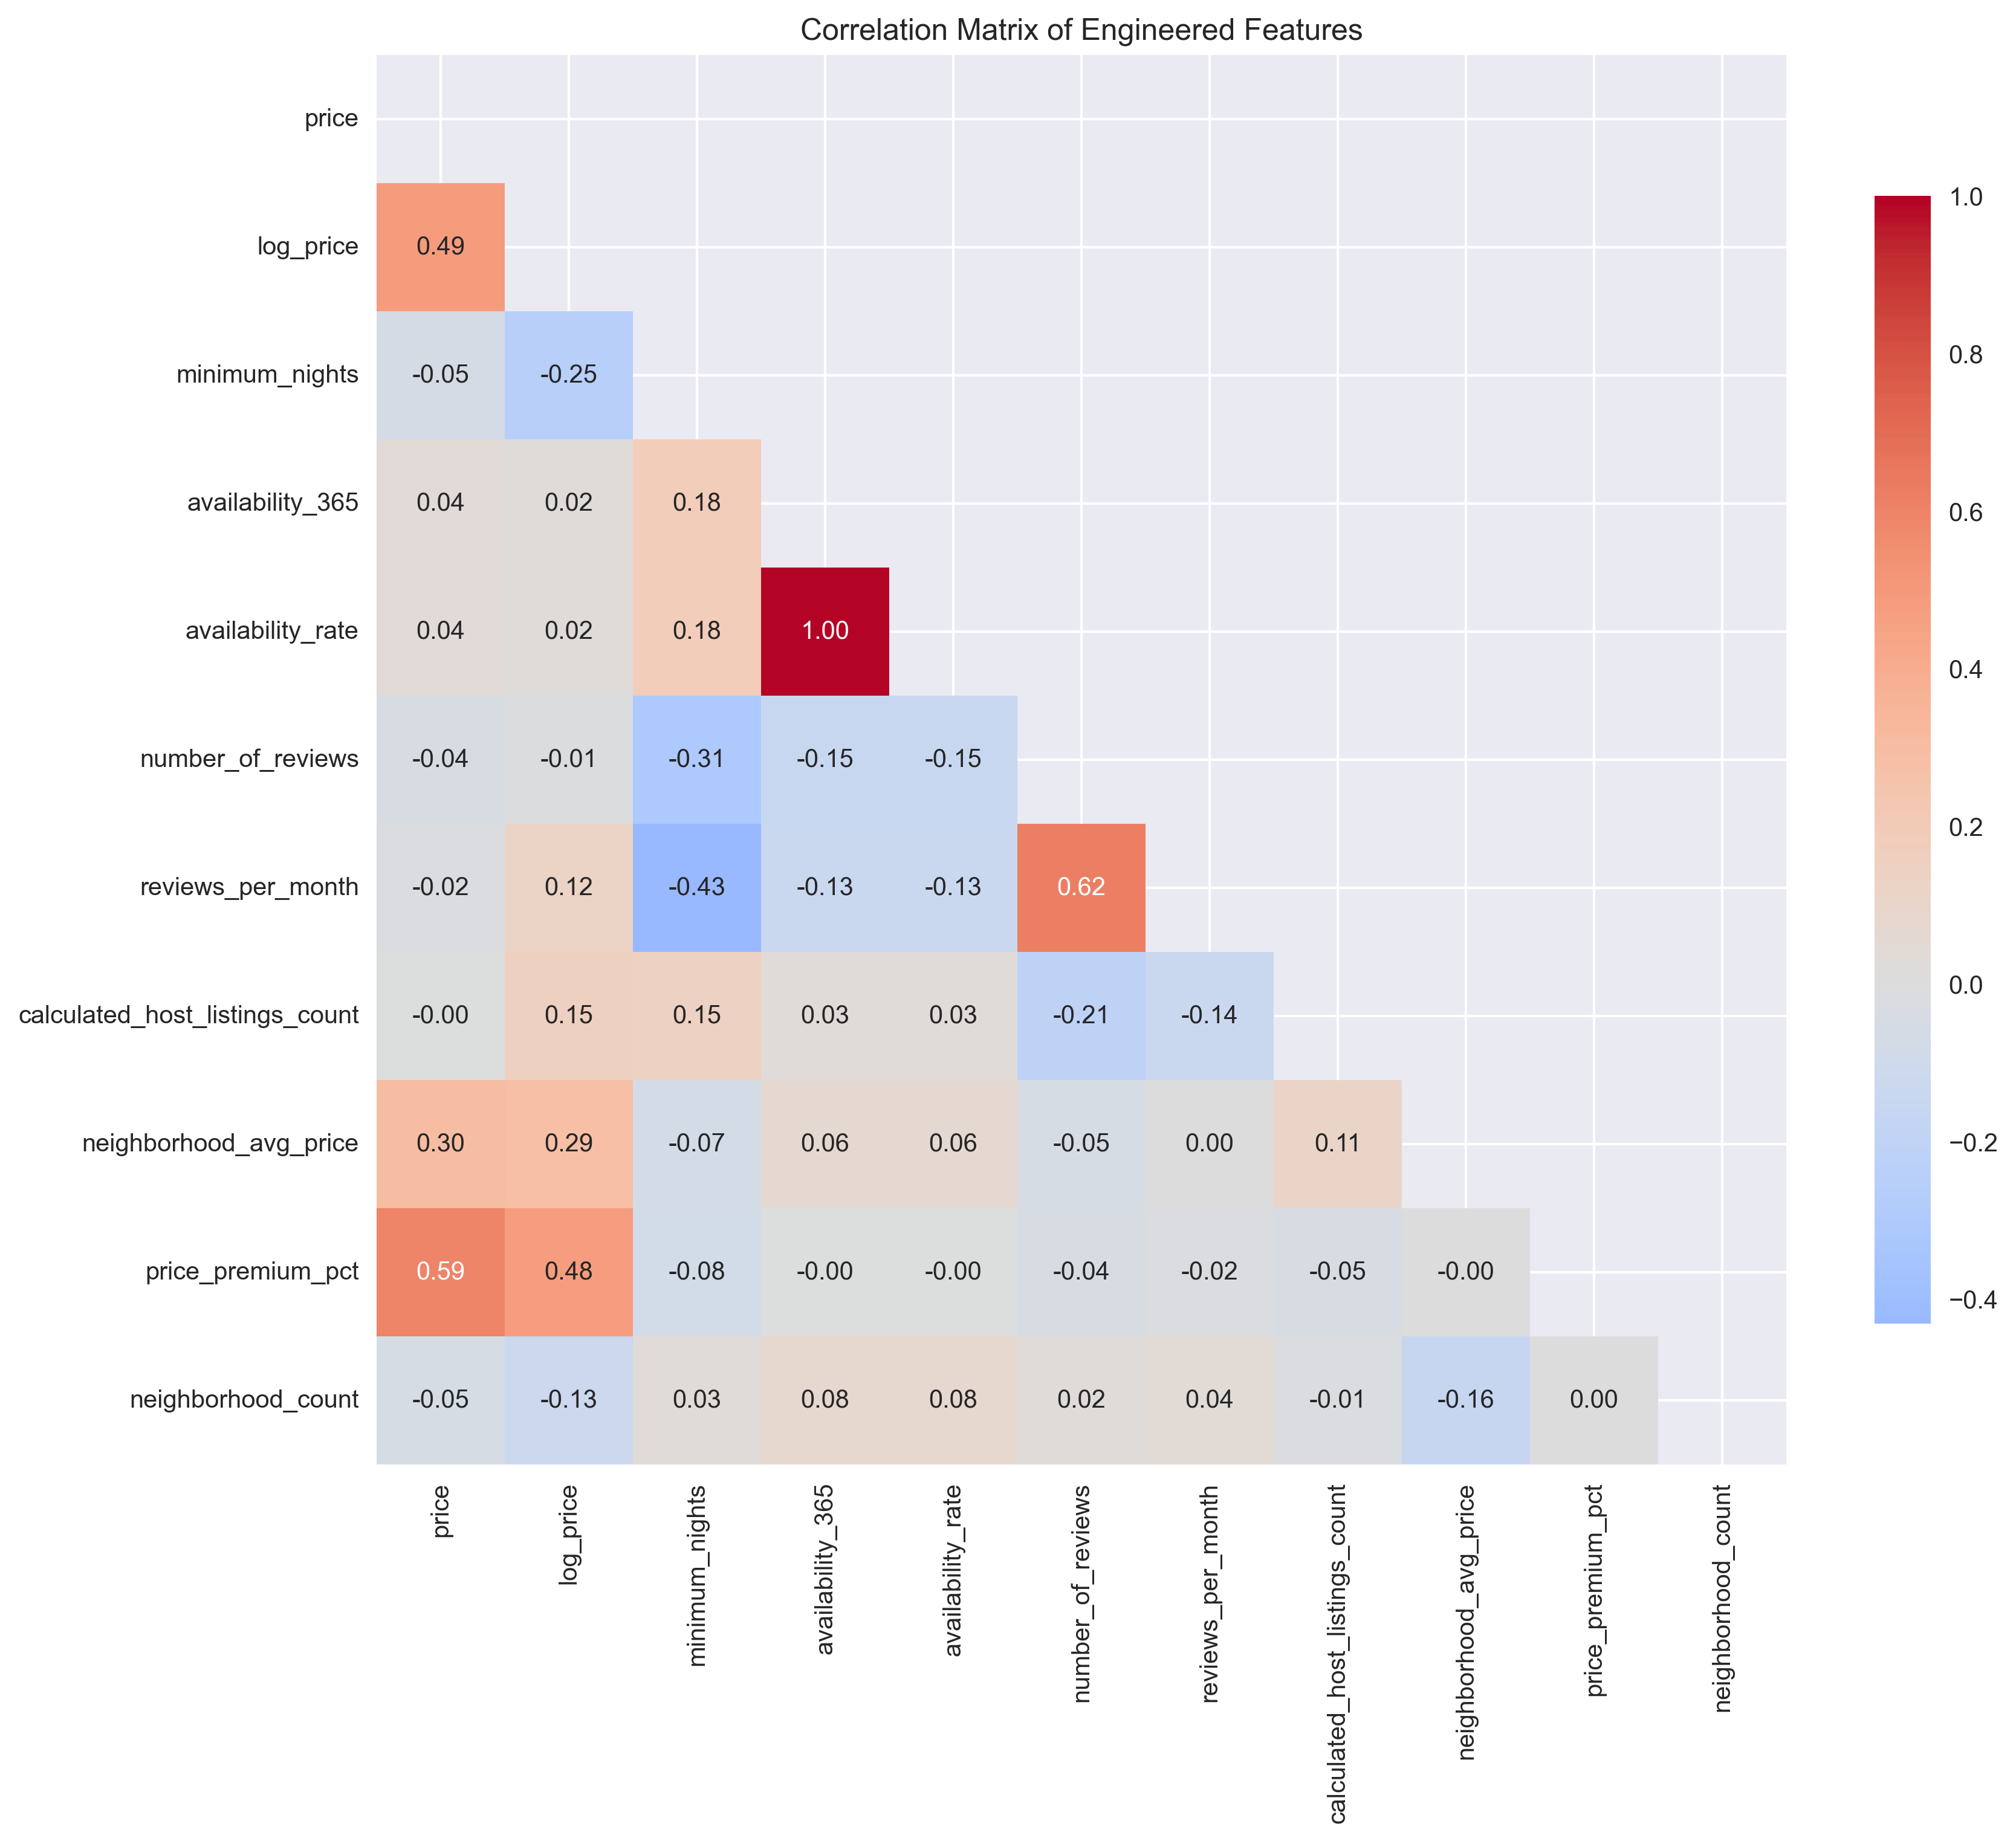 Correlation Matrix of Engineered Features
price
log_price 0.49
minimum_nights -0.05 -0.25
availability_365 0.04 0.02 0.18
availability_rate 0.04 0.02 0.18 1.00
number_of_reviews -0.04 -0.01 -0.31 -0.15 -0.15
reviews_per_month -0.02 0.12 -0.43 -0.13 -0.13 0.62
calculated_host_listings_count -0.00 0.15 0.15 0.03 0.03 -0.21 -0.14
neighborhood_avg_price 0.30 0.29 -0.07 0.06 0.06 -0.05 0.00 0.11
price_premium_pct 0.59 0.48 -0.08 -0.00 -0.00 -0.04 -0.02 -0.05 -0.00
neighborhood_count -0.05 -0.13 0.03 0.08 0.08 0.02 0.04 -0.01 -0.16 0.00
price
log_price
minimum_nights
availability_365
availability_rate
number_of_reviews
reviews_per_month
calculated_host_listings_count
neighborhood_avg_price
price_premium_pct
neighborhood_count
1.0
0.8
0.6
0.4
0.2
0.0
−0.2
−0.4